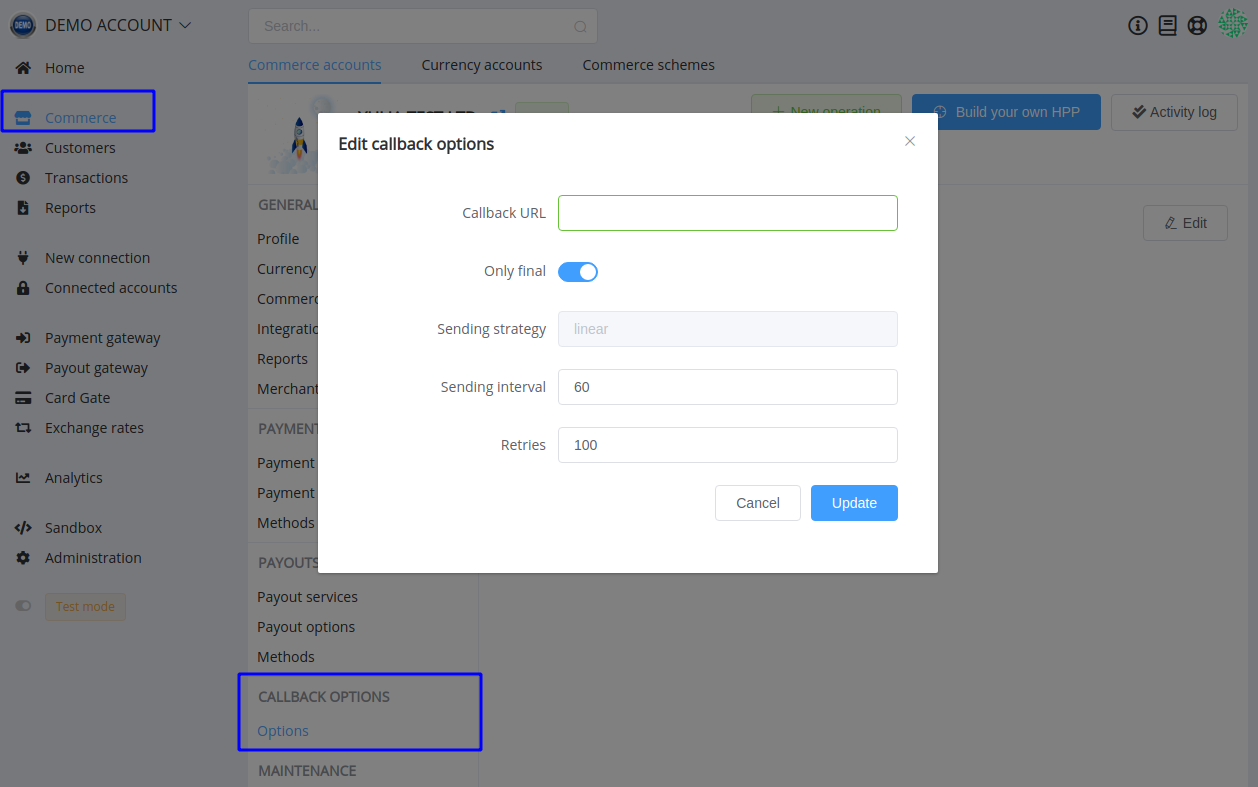 DEMO
DEMO ACCOUNT
Search...
Home
Commerce
Customers
Transactions
Reports
New connection
Connected accounts
Payment gateway
Payout gateway
Card Gate
Exchange rates
Analytics
Sandbox
Administration
Test mode
Commerce accounts
Currency accounts
Commerce schemes
New operation
Build your own HPP
Activity log
Edit
GENERAL
Profile
Currency
Reports
Merchant
PAYMENT
Payment
Payment
Methods
PAYOUTS
Payout services
Payout options
Methods
CALLBACK OPTIONS
Options
MAINTENANCE
Edit callback options
Callback URL
Only final
Sending strategy
linear
Sending interval
60
Retries
100
Cancel
Update